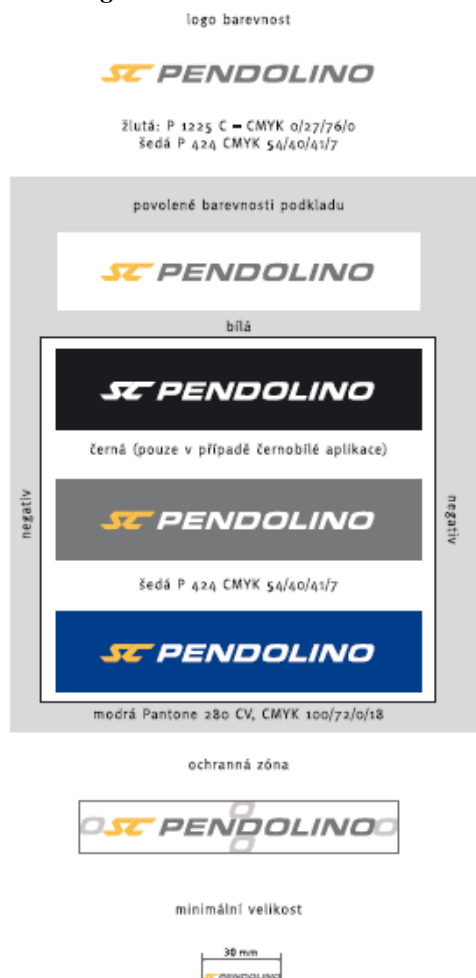 logo barevnost
SC PENDOLINO
žlutá: P 1225 C – CMYK 0/27/76/0
šedá P 424 CMYK 54/40/41/7
povolené barevnosti podkladu
SC PENDOLINO
bílá
SC PENDOLINO
černá (pouze v případě černobílé aplikace)
negativ
negativ
SC PENDOLINO
šedá P 424 CMYK 54/40/41/7
SC PENDOLINO
modrá Pantone 280 CV, CMYK 100/72/0/18
ochranná zóna
OSC PENDOLINOO
minimální velikost
30 mm
SC PENDOLINO